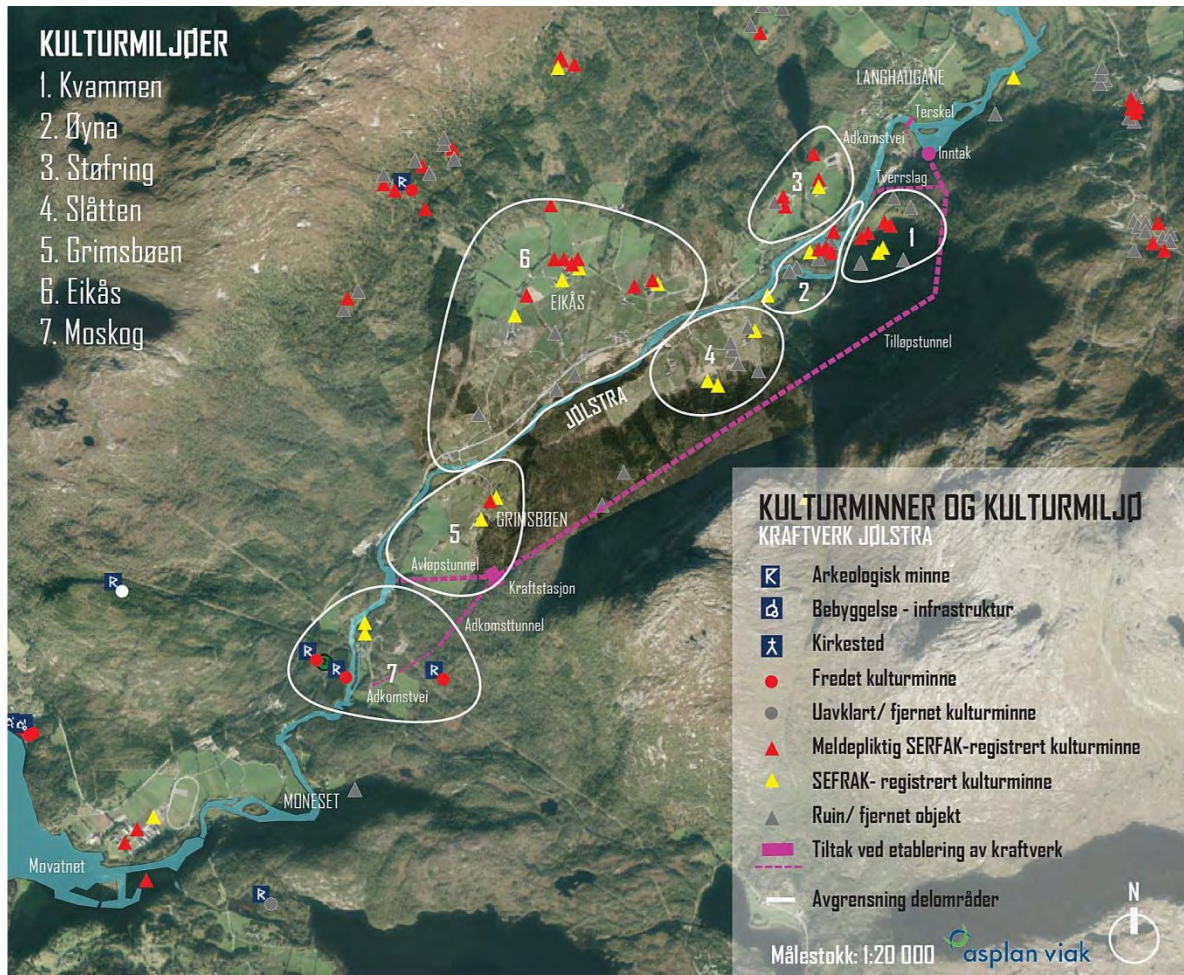 KULTURMILJØER
1. Kvammen
2. Øyna
3. Støfring
4. Slåtten
5. Grimsbøen
6. Eikås
7. Moskog
LANGHAUGANE
Terskel
Adkomstvei
Inntak
Tverrslag
3
1
6
2
EIKÅS
Tilløpstunnel
4
JØLSTRA
GRIMSBØEN
5
Avløpstunnel
Kraftstasjon
Adkomsttunnel
7
Adkomstvei
MONESET
Movatnet
KULTURMINNER OG KULTURMILJØ
KRAFTVERK JØLSTRA
R Arkeologisk minne
Bebyggelse - infrastruktur
Kirkested
Fredet kulturminne
Uavklart/ fjernet kulturminne
Meldepliktig SERFAK-registrert kulturminne
SEFRAK- registrert kulturminne
Ruin/ fjernet objekt
Tiltak ved etablering av kraftverk
Avgrensning delområder
N
Målestokk: 1:20 000 asplan viak
R
R
R
R
R
R